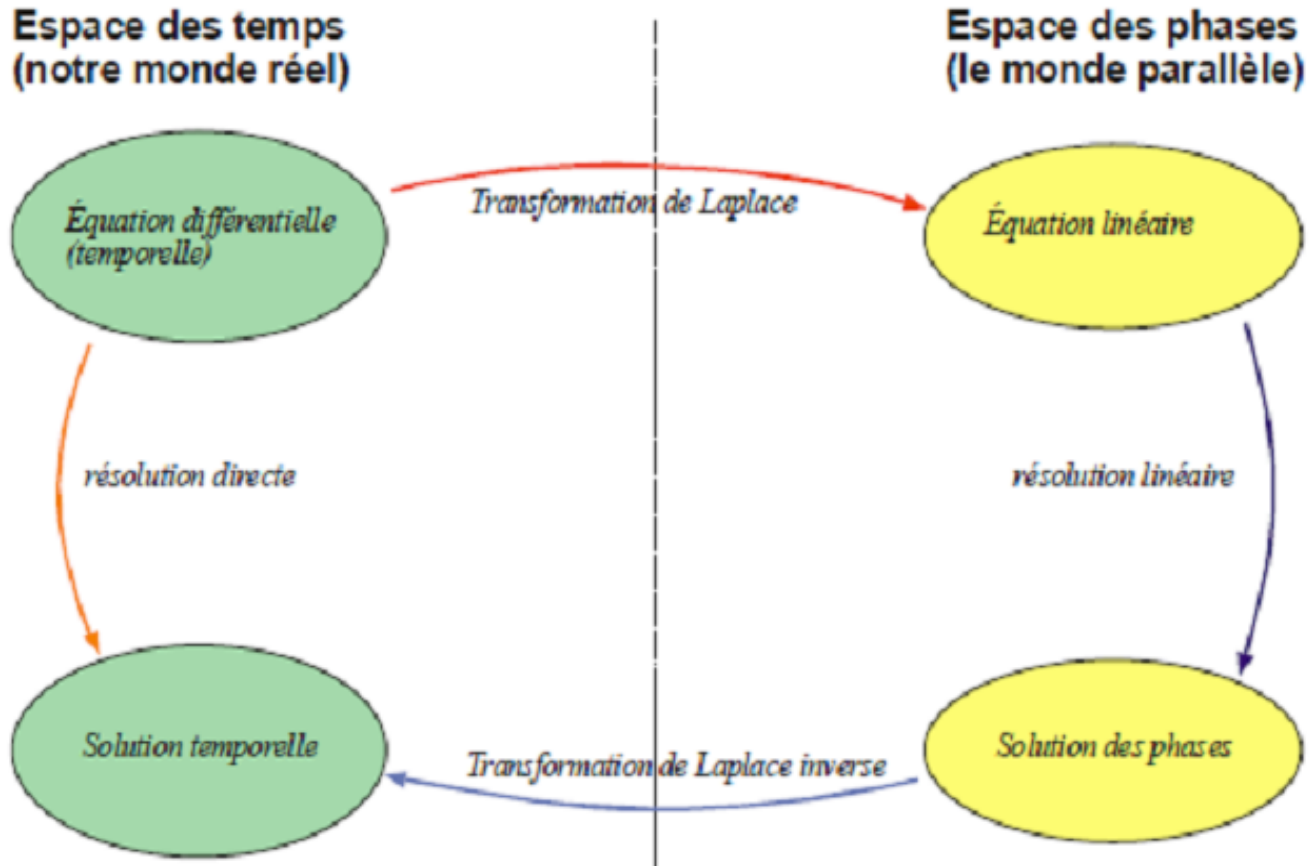 Espace des temps
(notre monde réel)
Espace des phases
(le monde parallèle)
Équation différentielle
(temporelle)
Transformation de Laplace
Équation linéaire
résolution directe
résolution linéaire
Solution temporelle
Transformation de Laplace inverse
Solution des phases